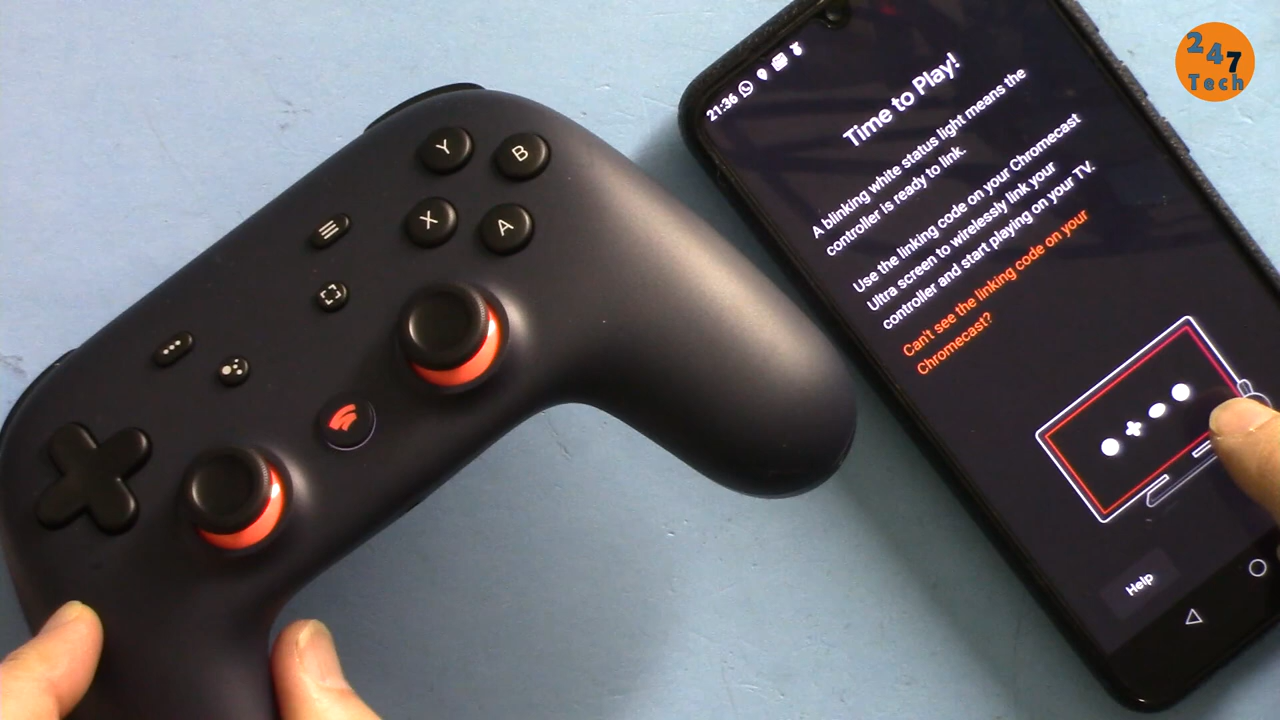 247
Tech
21:36
Time to Play!
A blinking white status light means the
controller is ready to link.
Use the linking code on your Chromecast
Ultra screen to wirelessly link your
controller and start playing on your TV.
Can't see the linking code on your
Chromecast?
Help
Y
B
X
A